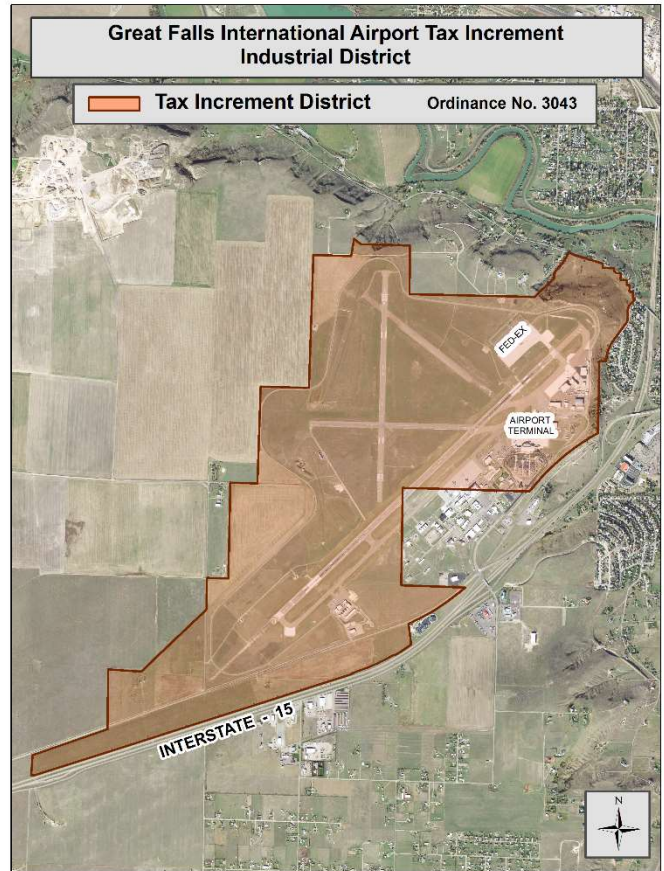 Great Falls International Airport Tax Increment
Industrial District
Tax Increment District Ordinance No. 3043
FED-EX
AIRPORT
TERMINAL
INTERSTATE - 15
N